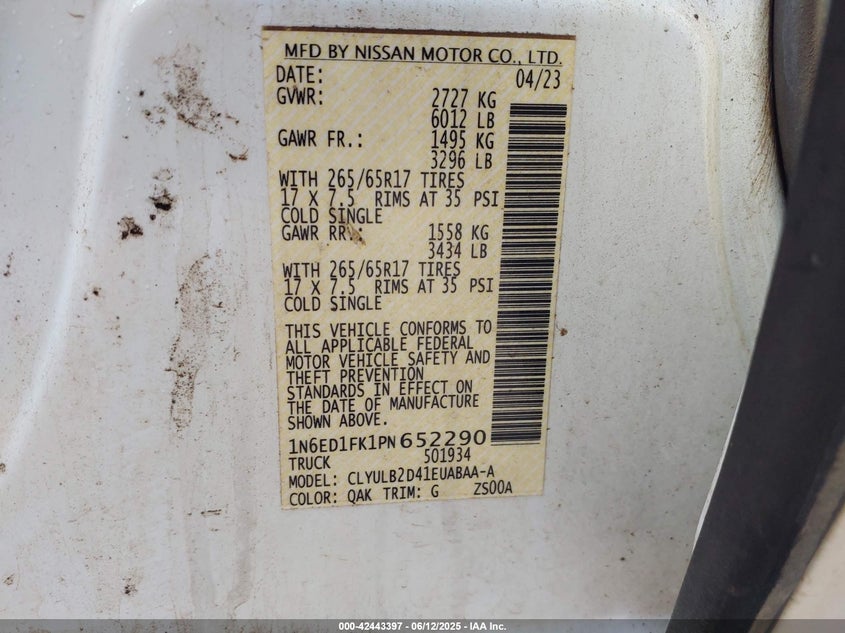 MFD BY NISSAN MOTOR CO., LTD.
DATE: 04/23
GVWR: 2727 KG
6012 LB
GAWR FR.: 1495 KG
3296 LB
WITH 265/65R17 TIRES
17 X 7.5 RIMS AT 35 PSI
COLD SINGLE
GAWR RR.: 1558 KG
3434 LB
WITH 265/65R17 TIRES
17 X 7.5 RIMS AT 35 PSI
COLD SINGLE
THIS VEHICLE CONFORMS TO
ALL APPLICABLE FEDERAL
MOTOR VEHICLE SAFETY AND
THEFT PREVENTION
STANDARDS IN EFFECT ON
THE DATE OF MANUFACTURE
SHOWN ABOVE.
1N6ED1FK1PN652290
TRUCK 501934
MODEL: CLYULB2D41EUABAA-A
COLOR: QAK TRIM: G ZS00A
000-42443397 - 06/12/2025 - IAA Inc.